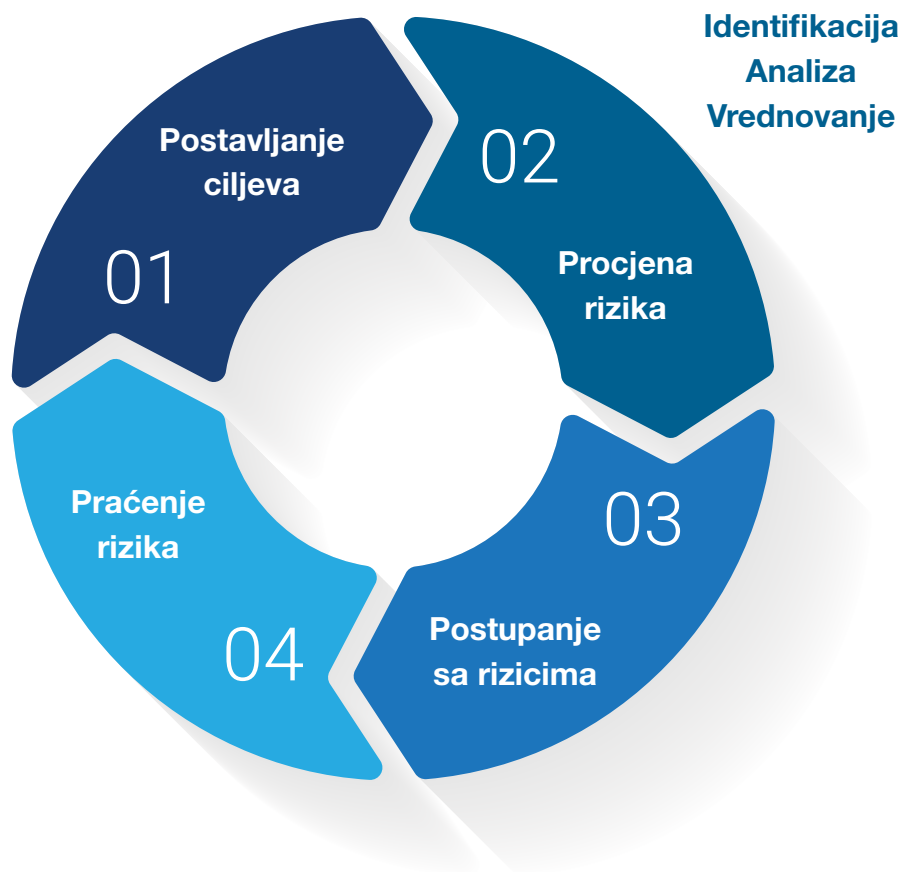 01
Postavljanje
ciljeva
02
Procjena
rizika
Identifikacija
Analiza
Vrednovanje
03
Postupanje
sa rizicima
04
Praćenje
rizika